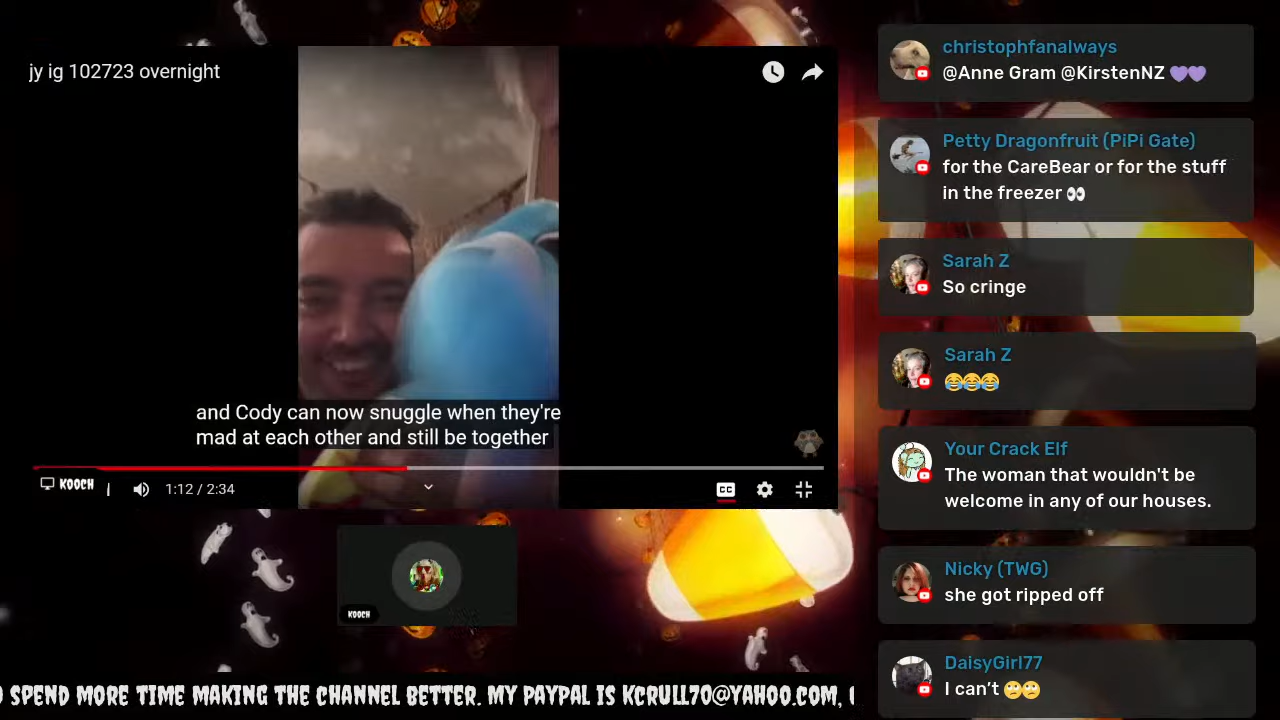 jy ig 102723 overnight
and Cody can now snuggle when they're
mad at each other and still be together
KOOCH
1:12 / 2:34
CC
KOOCH
SPEND MORE TIME MAKING THE CHANNEL BETTER. MY PAYPAL IS KCRULL70@YAHOO.COM,
christophfanalways
@Anne Gram @KirstenNZ 💜💜
Petty Dragonfruit (PiPi Gate)
for the CareBear or for the stuff
in the freezer 👀
Sarah Z
So cringe
Sarah Z
😂😂😂
Your Crack Elf
The woman that wouldn't be
welcome in any of our houses.
Nicky (TWG)
she got ripped off
DaisyGirl77
I can't 🙄🙄